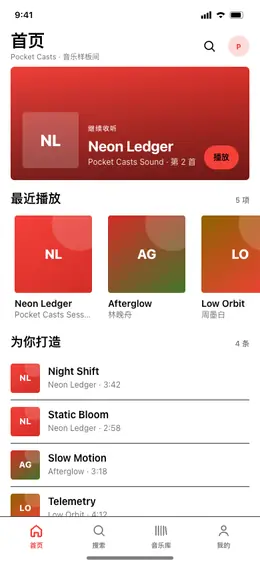 9:41
首页
Pocket Casts · 音乐样板间
P
NL
继续收听
Neon Ledger
Pocket Casts Sound · 第 2 首
播放
最近播放
5 项
NL
AG
LO
Neon Ledger
Afterglow
Low Orbit
Pocket Casts Sess...
林晚舟
周墨白
为你打造
4 条
NL
Night Shift
Neon Ledger · 3:42
NL
Static Bloom
Neon Ledger · 2:58
AG
Slow Motion
Afterglow · 3:18
LO
Telemetry
Low Orbit · 4:12
首页
搜索
音乐库
我的